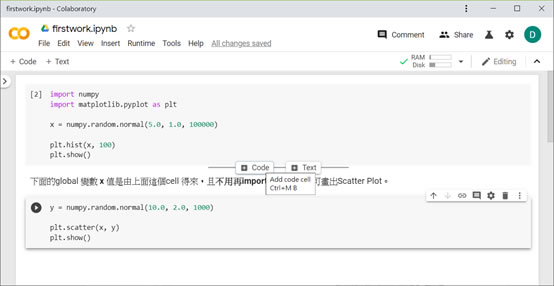 firstwork.ipynb - Colaboratory
CO
firstwork.ipynb
Comment
Share
D
File Edit View Insert Runtime Tools Help All changes saved
+ Code + Text
RAM
Disk
Editing
[2] import numpy
import matplotlib.pyplot as plt
x = numpy.random.normal(5.0, 1.0, 100000)
plt.hist(x, 100)
plt.show()
Code
Text
Add code cell
Ctrl+M B
下面的global 變數 x 值是由上面這個cell 得來,且不用再import
可畫出Scatter Plot。
y = numpy.random.normal(10.0, 2.0, 1000)
plt.scatter(x, y)
plt.show()